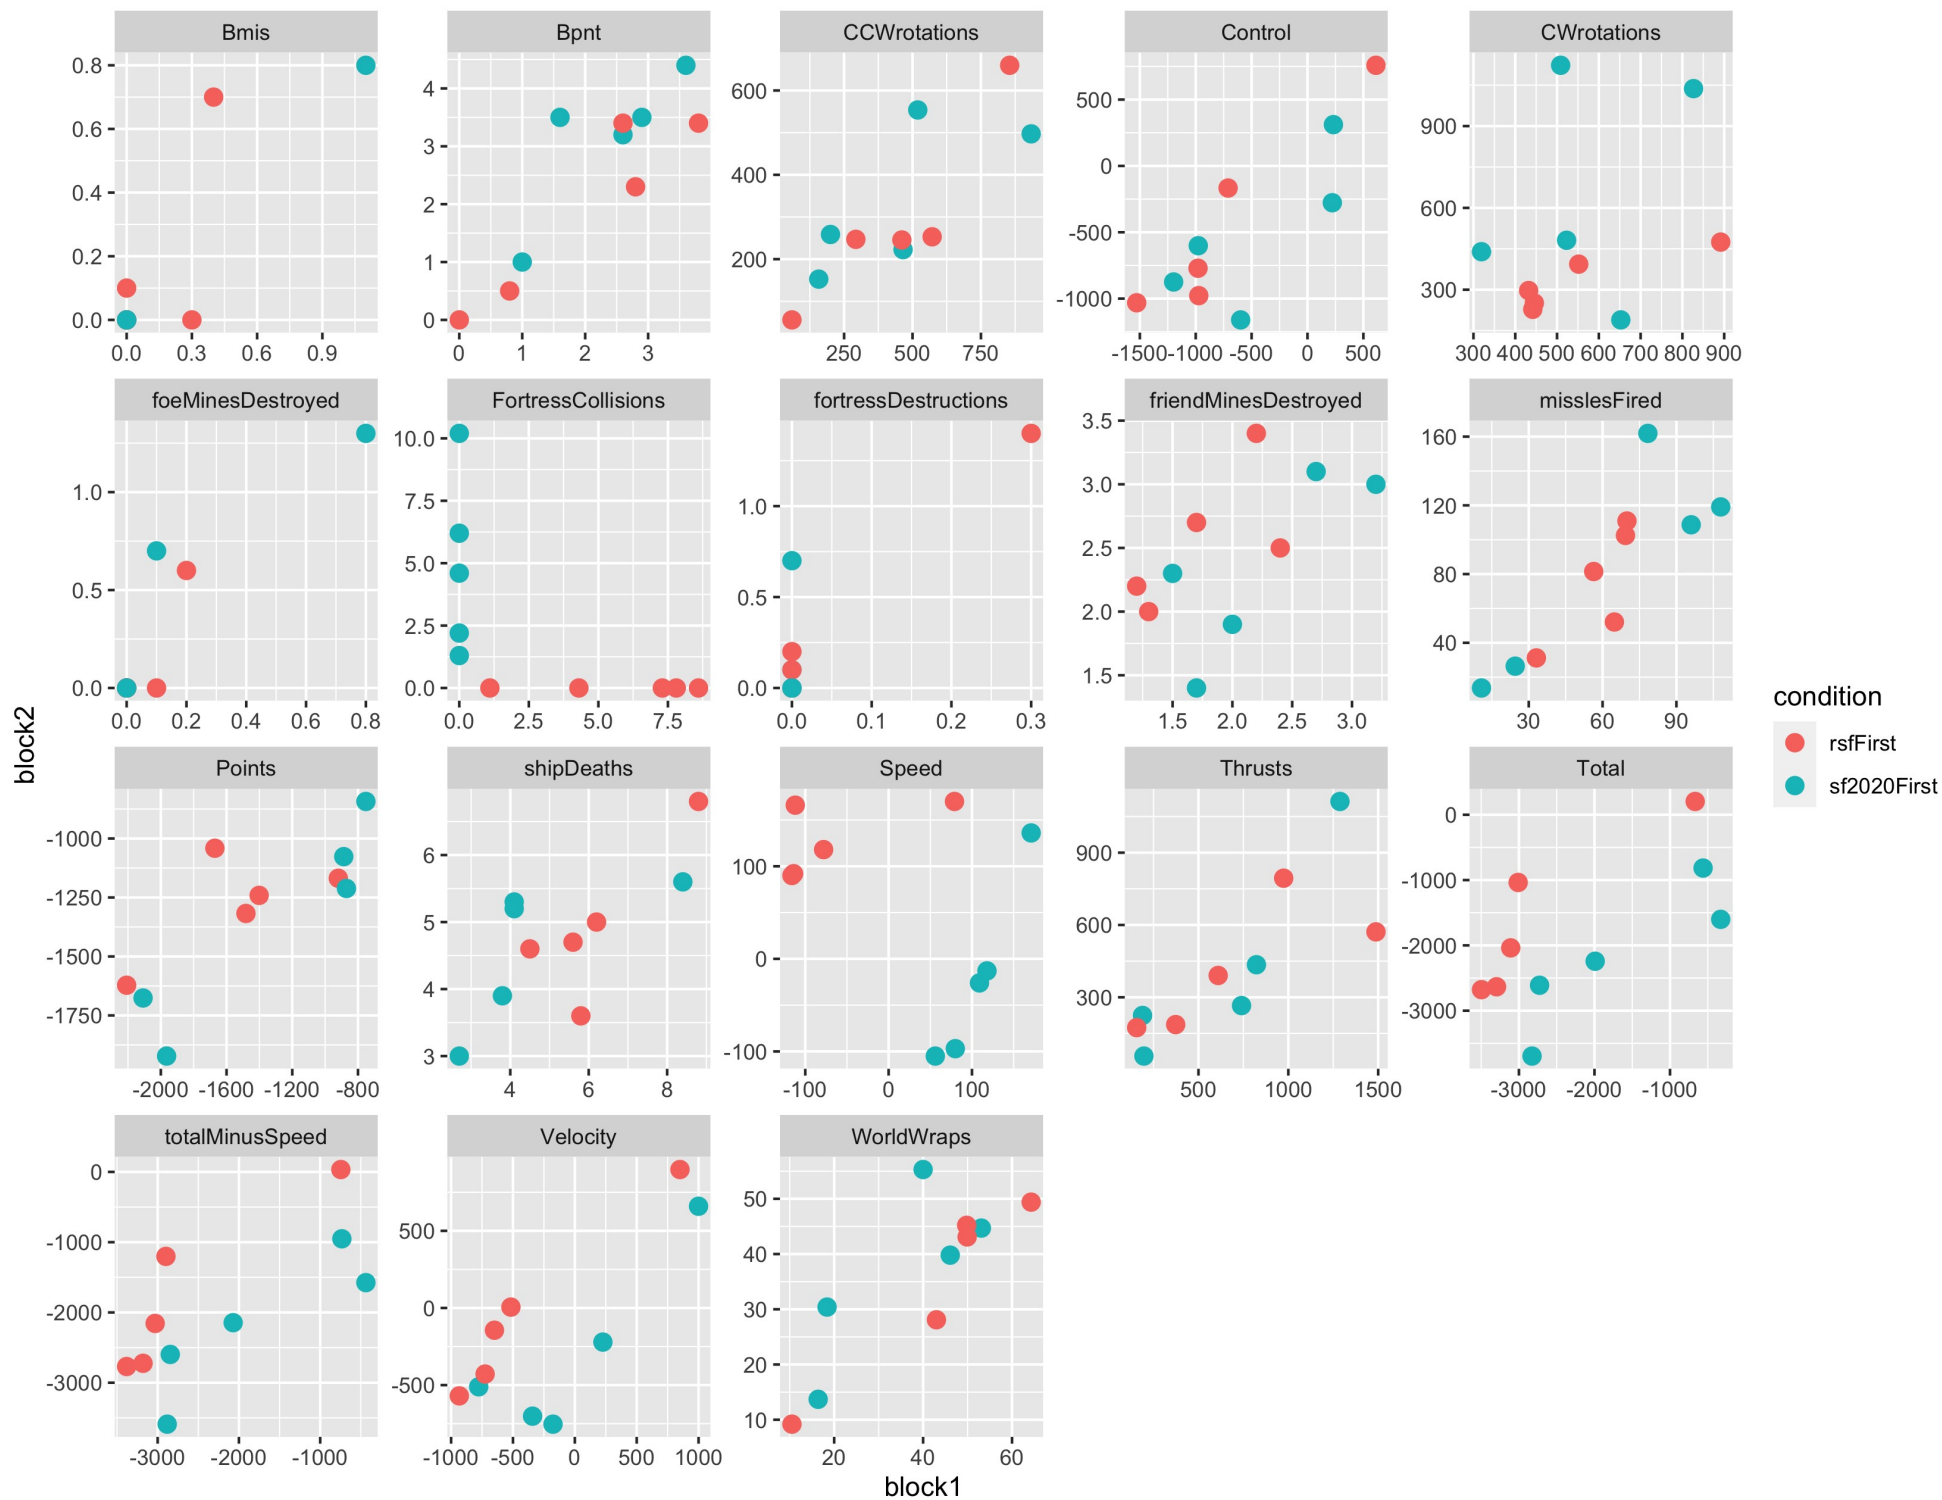 Bmis
Bpnt
CCWrotations
Control
CWrotations
0.8
0.6
0.4
0.2
0.0
0.0 0.3 0.6 0.9
4
3
2
1
0
0 1 2 3
600
400
200
250 500 750
500
0
-500
-1000
-1500 -1000 -500 0 500
900
600
300
300 400 500 600 700 800 900
foeMinesDestroyed
FortressCollisions
fortressDestructions
friendMinesDestroyed
misslesFired
1.0
0.5
0.0
0.0 0.2 0.4 0.6 0.8
10.0
7.5
5.0
2.5
0.0
0.0 2.5 5.0 7.5
1.0
0.5
0.0
0.0 0.1 0.2 0.3
3.5
3.0
2.5
2.0
1.5
1.5 2.0 2.5 3.0
160
120
80
40
30 60 90
Points
shipDeaths
Speed
Thrusts
Total
-1000
-1250
-1500
-1750
-2000 -1600 -1200 -800
6
5
4
3
4 6 8
100
0
-100
-100 0 100
900
600
300
500 1000 1500
0
-1000
-2000
-3000
-3000 -2000 -1000
totalMinusSpeed
Velocity
WorldWraps
0
-1000
-2000
-3000
-3000 -2000 -1000
500
0
-500
-1000 -500 0 500 1000
50
40
30
20
10
20 40 60
block1
block2
condition
rsfFirst
sf2020First